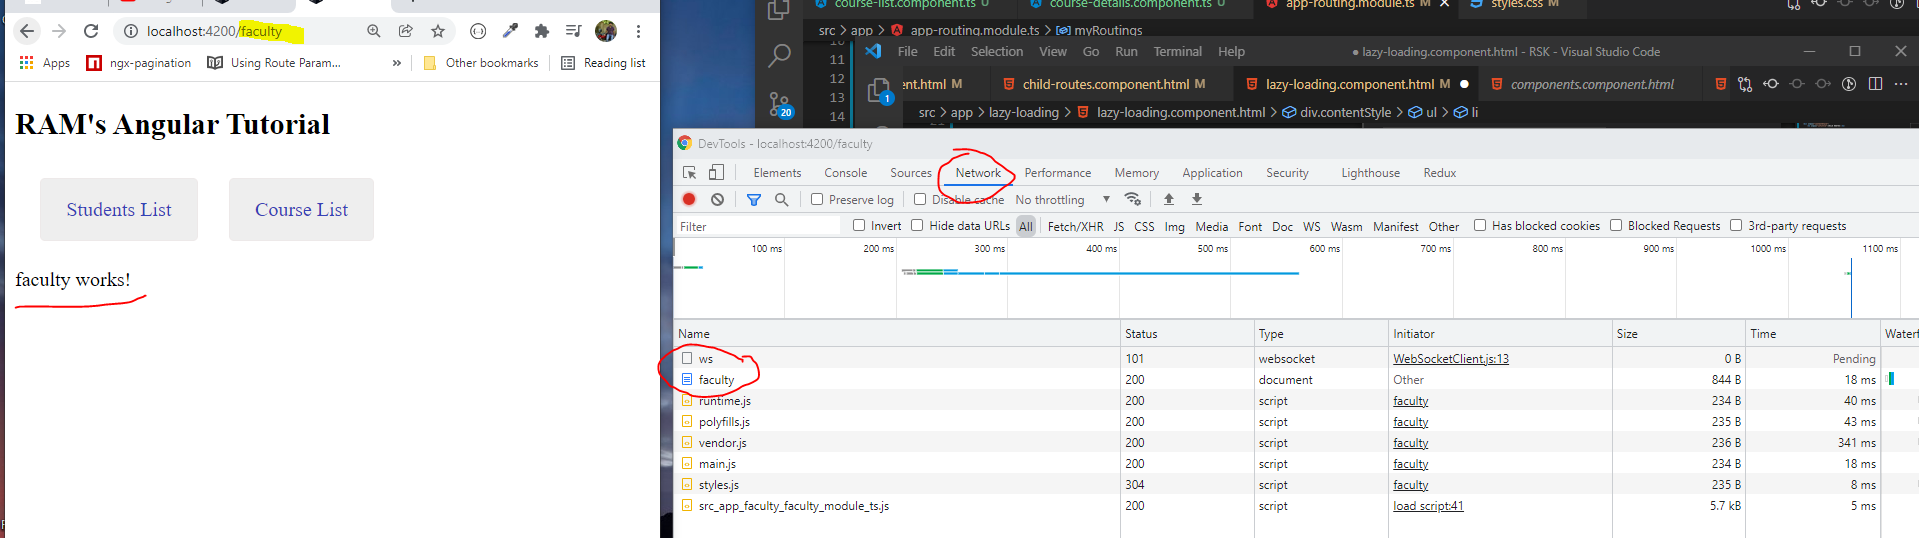 localhost:4200/faculty
Apps
ngx-pagination
Using Route Param...
»
Other bookmarks
Reading list
RAM's Angular Tutorial
Students List
Course List
faculty works!
course-list.component.ts U
course-details.component.ts U
app-routing.module.ts M
styles.css
src > app > app-routing.module.ts > myRoutings
11
12
13
14
20
File Edit Selection View Go Run Terminal Help
● lazy-loading.component.html - RSK - Visual Studio Code
1
ent.html M
child-routes.component.html M
lazy-loading.component.html M
components.component.html
src > app > lazy-loading > lazy-loading.component.html > div.contentStyle > ul > li
DevTools - localhost:4200/faculty
Elements Console Sources Network Performance Memory Application Security Lighthouse Redux
Preserve log Disable cache No throttling
Filter Invert Hide data URLs All Fetch/XHR JS CSS Img Media Font Doc WS Wasm Manifest Other Has blocked cookies Blocked Requests 3rd-party requests
100 ms 200 ms 300 ms 400 ms 500 ms 600 ms 700 ms 800 ms 900 ms 1000 ms 1100 ms
Name Status Type Initiator Size Time Waterf
ws 101 websocket WebSocketClient.js:13 0 B Pending
faculty 200 document Other 844 B 18 ms
runtime.js 200 script faculty 234 B 40 ms
polyfills.js 200 script faculty 235 B 43 ms
vendor.js 200 script faculty 236 B 341 ms
main.js 200 script faculty 234 B 18 ms
styles.js 304 script faculty 235 B 8 ms
src_app_faculty_faculty_module_ts.js 200 script load script:41 5.7 kB 5 ms